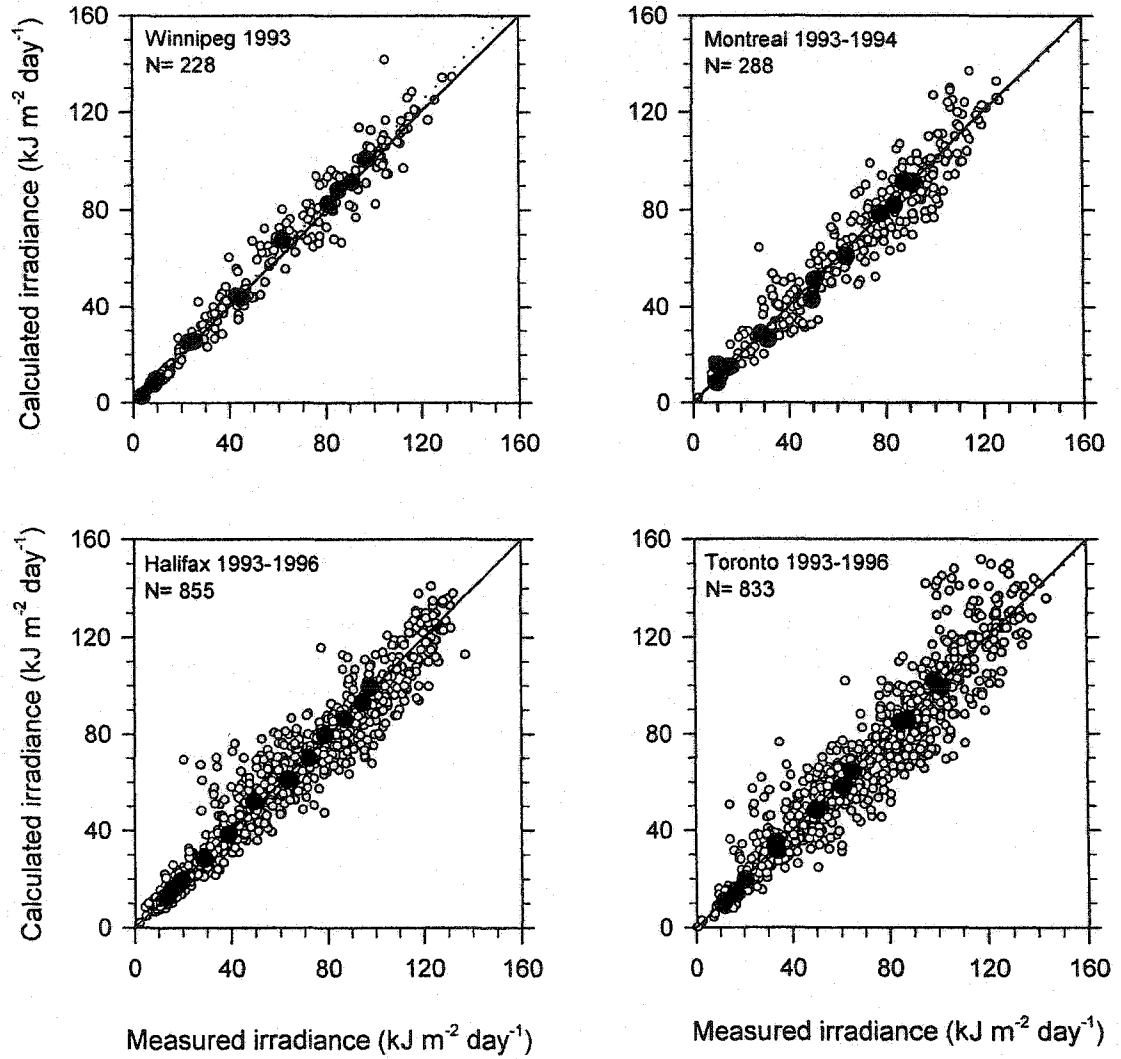 Calculated irradiance (kJ m⁻² day⁻¹)
160
120
80
40
0
Winnipeg 1993
N= 228
0 40 80 120 160
160
120
80
40
0
Montreal 1993-1994
N= 288
0 40 80 120 160
Calculated irradiance (kJ m⁻² day⁻¹)
160
120
80
40
0
Halifax 1993-1996
N= 855
0 40 80 120 160
Measured irradiance (kJ m⁻² day⁻¹)
160
120
80
40
0
Toronto 1993-1996
N= 833
0 40 80 120 160
Measured irradiance (kJ m⁻² day⁻¹)